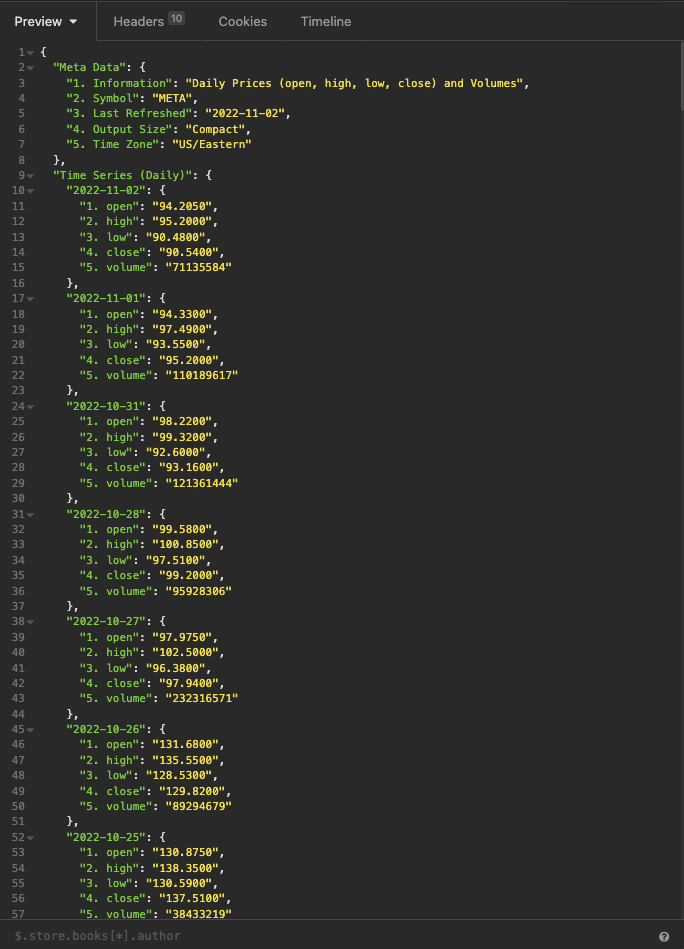 Preview Headers 10 Cookies Timeline
1 {
2 "Meta Data": {
3 "1. Information": "Daily Prices (open, high, low, close) and Volumes",
4 "2. Symbol": "META",
5 "3. Last Refreshed": "2022-11-02",
6 "4. Output Size": "Compact",
7 "5. Time Zone": "US/Eastern"
8 },
9 "Time Series (Daily)": {
10 "2022-11-02": {
11 "1. open": "94.2050",
12 "2. high": "95.2000",
13 "3. low": "90.4800",
14 "4. close": "90.5400",
15 "5. volume": "71135584"
16 },
17 "2022-11-01": {
18 "1. open": "94.3300",
19 "2. high": "97.4900",
20 "3. low": "93.5500",
21 "4. close": "95.2000",
22 "5. volume": "110189617"
23 },
24 "2022-10-31": {
25 "1. open": "98.2200",
26 "2. high": "99.3200",
27 "3. low": "92.6000",
28 "4. close": "93.1600",
29 "5. volume": "121361444"
30 },
31 "2022-10-28": {
32 "1. open": "99.5800",
33 "2. high": "100.8500",
34 "3. low": "97.5100",
35 "4. close": "99.2000",
36 "5. volume": "95928306"
37 },
38 "2022-10-27": {
39 "1. open": "97.9750",
40 "2. high": "102.5000",
41 "3. low": "96.3800",
42 "4. close": "97.9400",
43 "5. volume": "232316571"
44 },
45 "2022-10-26": {
46 "1. open": "131.6800",
47 "2. high": "135.5500",
48 "3. low": "128.5300",
49 "4. close": "129.8200",
50 "5. volume": "89294679"
51 },
52 "2022-10-25": {
53 "1. open": "130.8750",
54 "2. high": "138.3500",
55 "3. low": "130.5900",
56 "4. close": "137.5100",
57 "5. volume": "38433219"
$.store.books[*].author ?